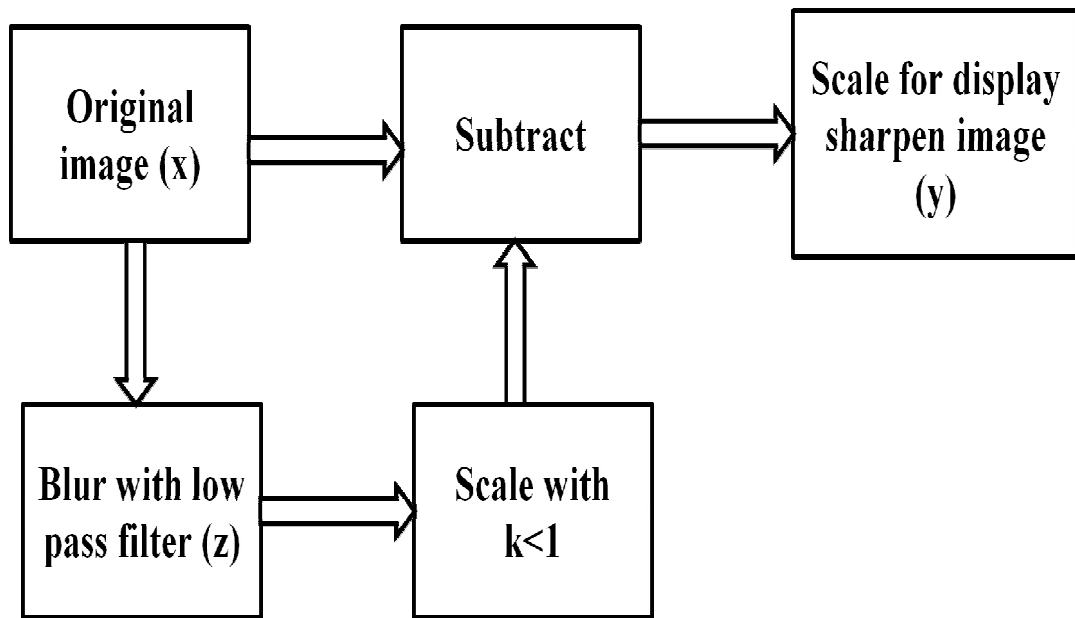 Original
image (x)
Subtract
Scale for display
sharpen image
(y)
Blur with low
pass filter (z)
Scale with
k<1